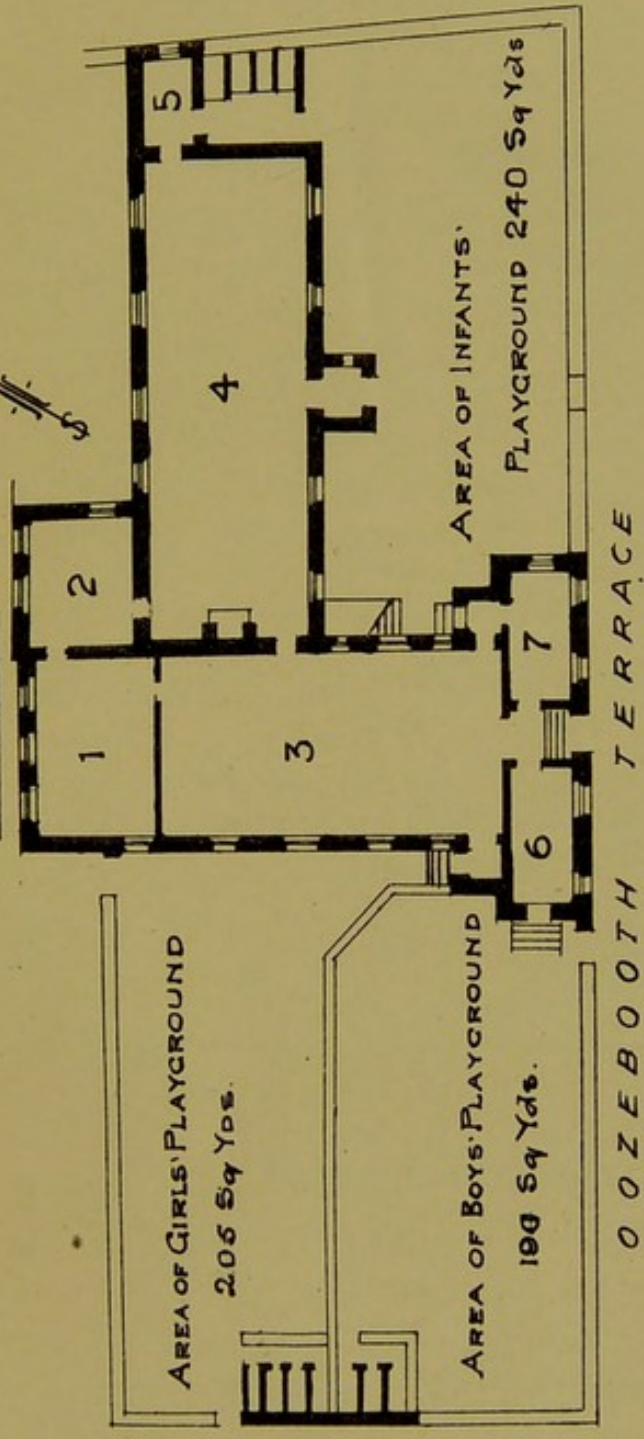 S
5
2
4
1
3
AREA OF GIRLS' PLAYGROUND
205 Sq YDS.
AREA OF INFANTS'
PLAYGROUND 240 Sq Yds
AREA OF BOYS' PLAYGROUND
Sq Yds.
6
7
OOZEBOOTH TERRACE